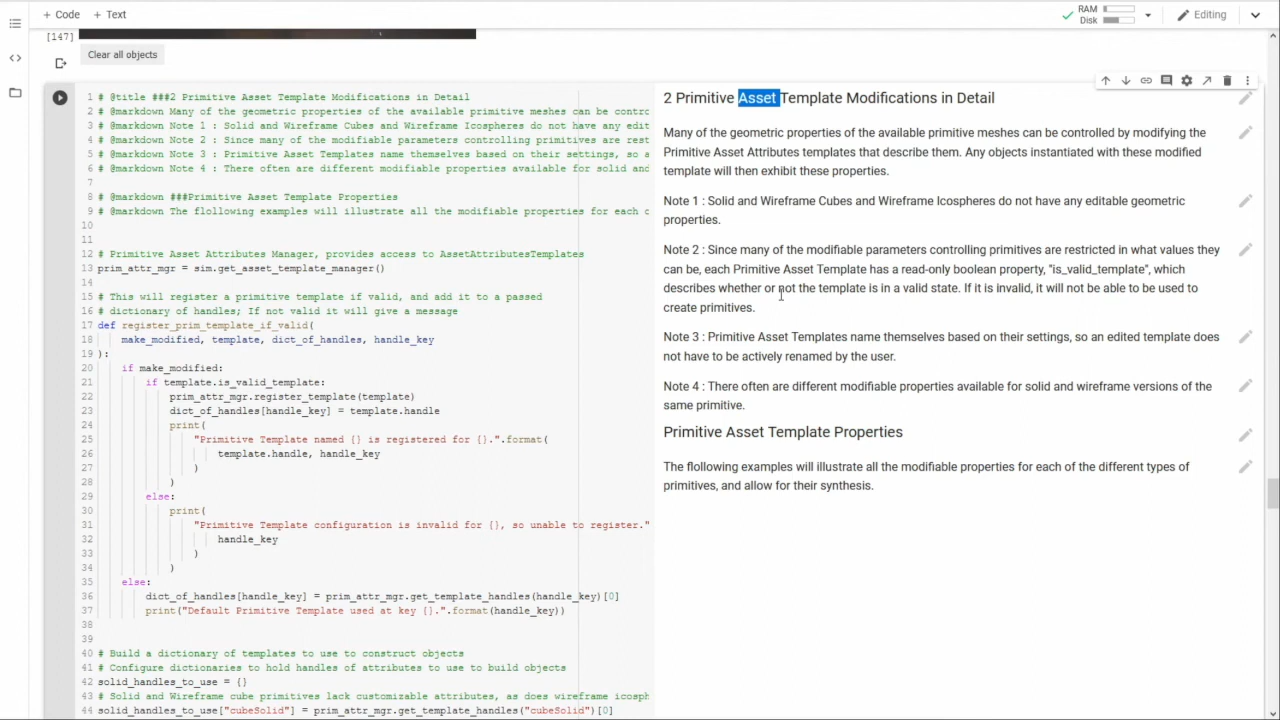 + Code + Text
RAM
Disk
Editing
[147]
Clear all objects
1 # @title ###2 Primitive Asset Template Modifications in Detail
2 # @markdown Many of the geometric properties of the available primitive meshes can be contr
3 # @markdown Note 1 : Solid and Wireframe Cubes and Wireframe Icospheres do not have any edit
4 # @markdown Note 2 : Since many of the modifiable parameters controlling primitives are rest
5 # @markdown Note 3 : Primitive Asset Templates name themselves based on their settings, so a
6 # @markdown Note 4 : There often are different modifiable properties available for solid and
7
8 # @markdown ###Primitive Asset Template Properties
9 # @markdown The fllowing examples will illustrate all the modifiable properties for each c
10
11
12 # Primitive Asset Attributes Manager, provides access to AssetAttributesTemplates
13 prim_attr_mgr = sim.get_asset_template_manager()
14
15 # This will register a primitive template if valid, and add it to a passed
16 # dictionary of handles; If not valid it will give a message
17 def register_prim_template_if_valid(
18 make_modified, template, dict_of_handles, handle_key
19 ):
20 if make_modified:
21 if template.is_valid_template:
22 prim_attr_mgr.register_template(template)
23 dict_of_handles[handle_key] = template.handle
24 print(
25 "Primitive Template named {} is registered for {}.".format(
26 template.handle, handle_key
27 )
28 )
29 else:
30 print(
31 "Primitive Template configuration is invalid for {}, so unable to register."
32 handle_key
33 )
34 )
35 else:
36 dict_of_handles[handle_key] = prim_attr_mgr.get_template_handles(handle_key)[0]
37 print("Default Primitive Template used at key {}.".format(handle_key))
38
39
40 # Build a dictionary of templates to use to construct objects
41 # Configure dictionaries to hold handles of attributes to use to build objects
42 solid_handles_to_use = {}
43 # Solid and Wireframe cube primitives lack customizable attributes, as does wireframe icosph
44 solid_handles_to_use["cubeSolid"] = prim_attr_mgr.get_template_handles("cubeSolid")[0]
2 Primitive Asset Template Modifications in Detail
Many of the geometric properties of the available primitive meshes can be controlled by modifying the
Primitive Asset Attributes templates that describe them. Any objects instantiated with these modified
template will then exhibit these properties.
Note 1 : Solid and Wireframe Cubes and Wireframe Icospheres do not have any editable geometric
properties.
Note 2 : Since many of the modifiable parameters controlling primitives are restricted in what values they
can be, each Primitive Asset Template has a read-only boolean property, "is_valid_template", which
describes whether or not the template is in a valid state. If it is invalid, it will not be able to be used to
create primitives.
Note 3 : Primitive Asset Templates name themselves based on their settings, so an edited template does
not have to be actively renamed by the user.
Note 4 : There often are different modifiable properties available for solid and wireframe versions of the
same primitive.
Primitive Asset Template Properties
The fllowing examples will illustrate all the modifiable properties for each of the different types of
primitives, and allow for their synthesis.